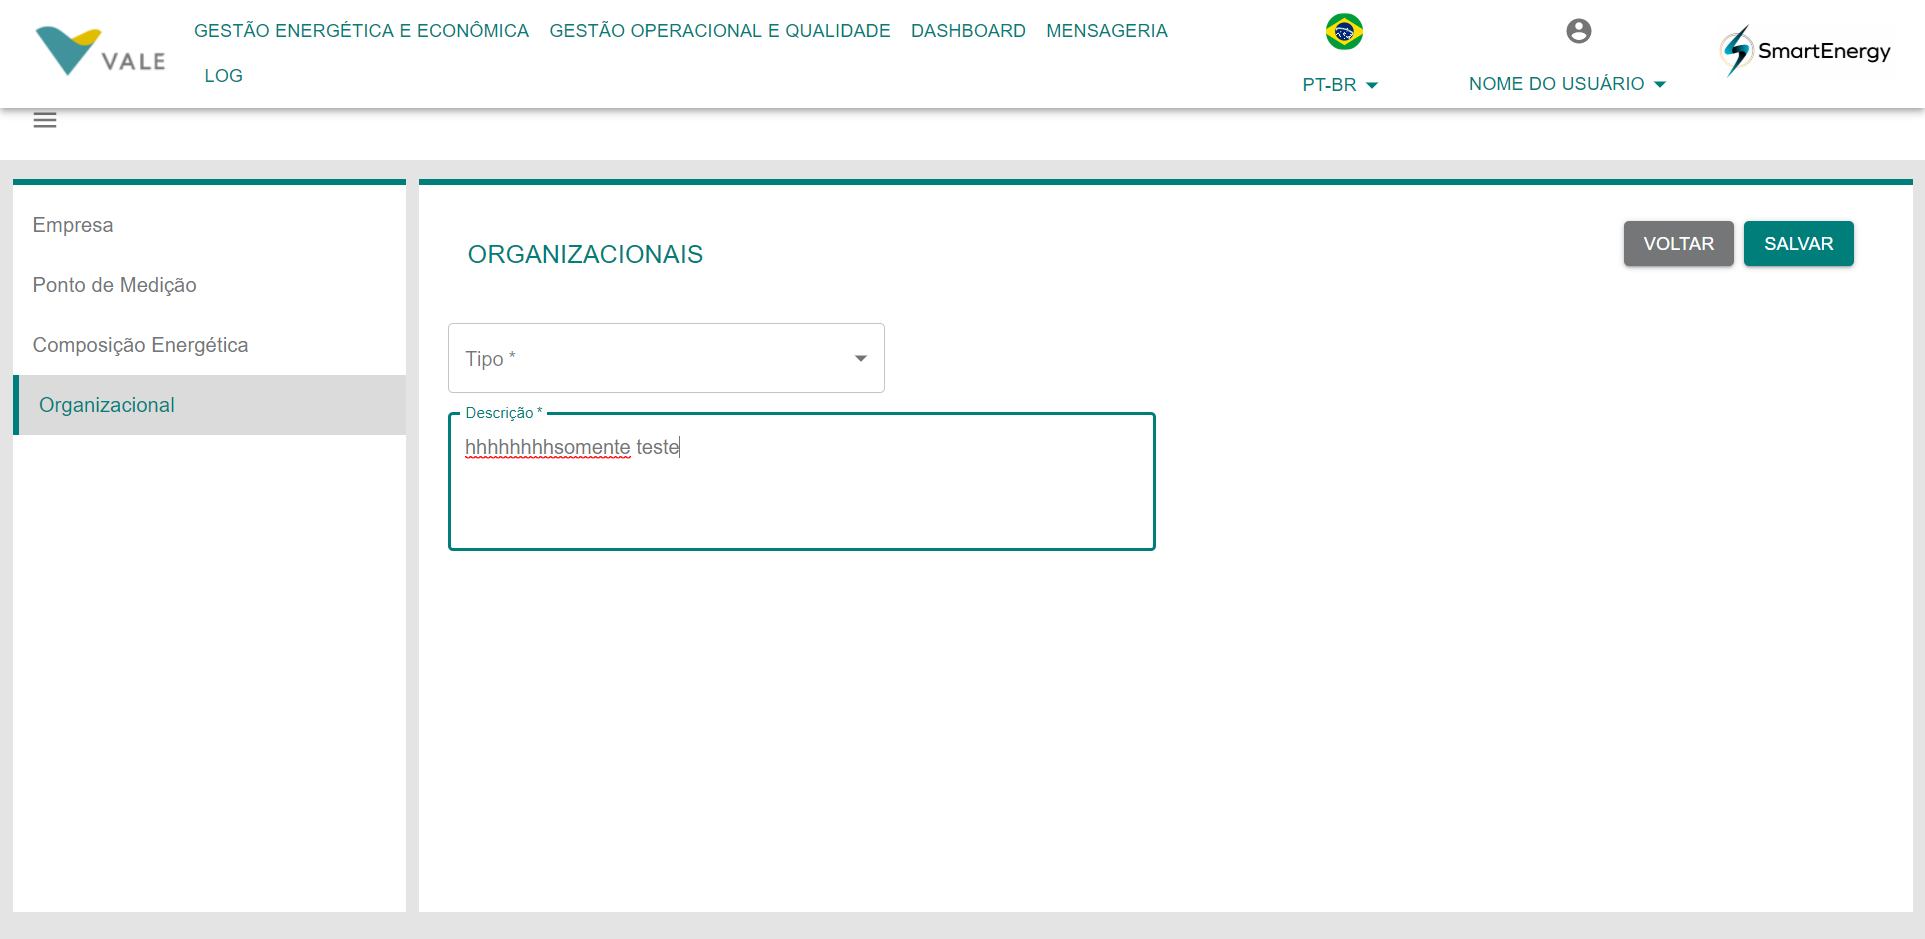 VALE
GESTÃO ENERGÉTICA E ECONÔMICA GESTÃO OPERACIONAL E QUALIDADE DASHBOARD MENSAGERIA
LOG
PT-BR
NOME DO USUÁRIO
SmartEnergy
Empresa
Ponto de Medição
Composição Energética
Organizacional
ORGANIZACIONAIS
VOLTAR SALVAR
Tipo *
Descrição *
hhhhhhhhsomente teste